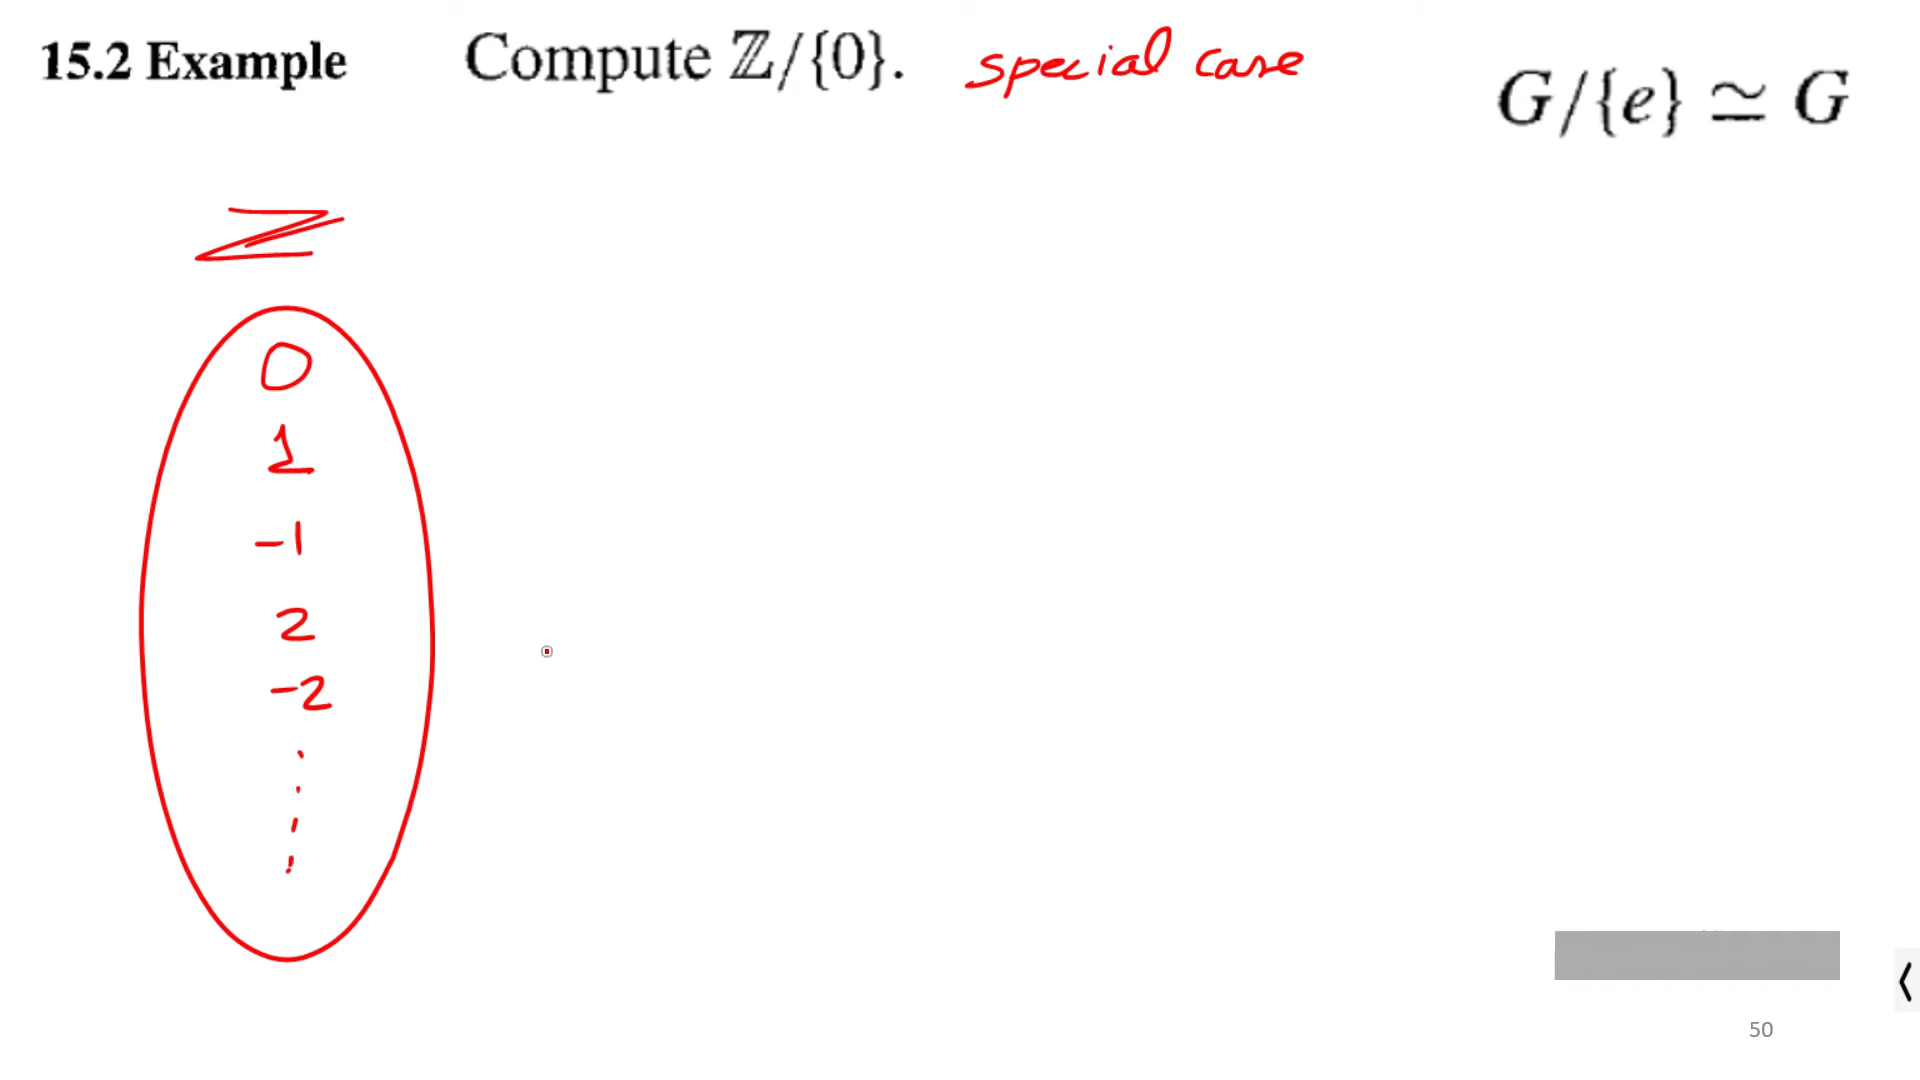 15.2 Example Compute ℤ/{0}. special case
G/{e} ≃ G
ℤ
0
1
-1
2
-2
50